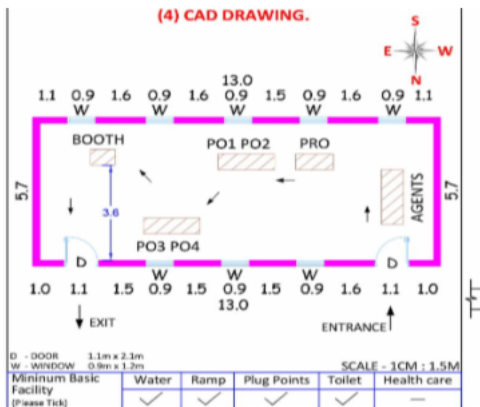 (4) CAD DRAWING.
S
E W
N
13.0
1.1 0.9 1.6 0.9 1.6 0.9 1.5 0.9 1.6 0.9 1.1
W W W W W
BOOTH PO1 PO2 PRO
5.7 5.7
AGENTS
3.6
PO3 PO4
D D
W W W
1.0 1.1 1.5 0.9 1.5 0.9 1.5 0.9 1.6 1.1 1.0
13.0
EXIT
ENTRANCE
D - DOOR 1.1m x 2.1m
W - WINDOW 0.9m x 1.2m
SCALE - 1CM : 1.5M
Mininum Basic Facility Water Ramp Plug Points Toilet Health care
[Please Tick]